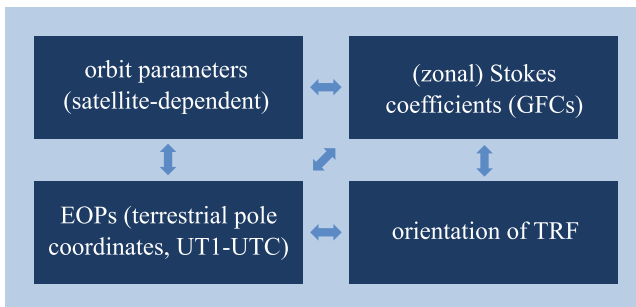 orbit parameters
(satellite-dependent)
(zonal) Stokes
coefficients (GFCs)
EOPs (terrestrial pole
coordinates, UT1-UTC)
orientation of TRF